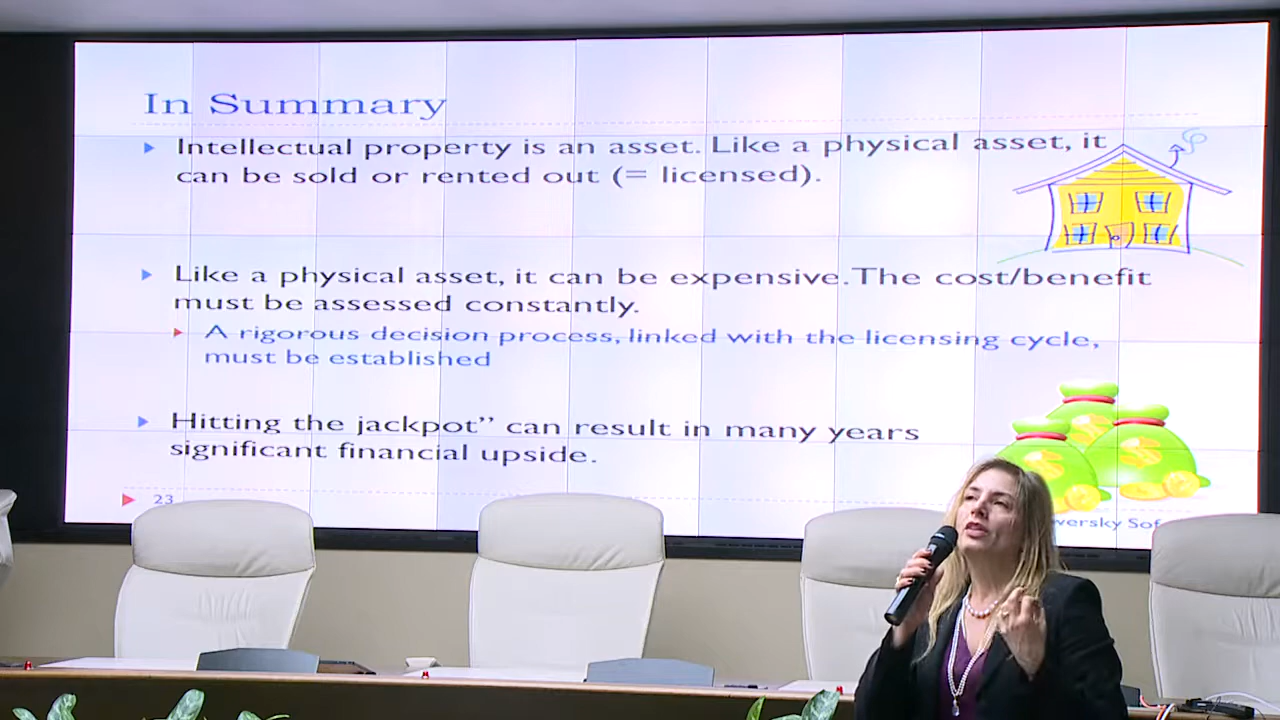 In Summary
Intellectual property is an asset. Like a physical asset, it
can be sold or rented out (= licensed).
Like a physical asset, it can be expensive. The cost/benefit
must be assessed constantly.
A rigorous decision process, linked with the licensing cycle,
must be established
Hitting the jackpot” can result in many years
significant financial upside.
23